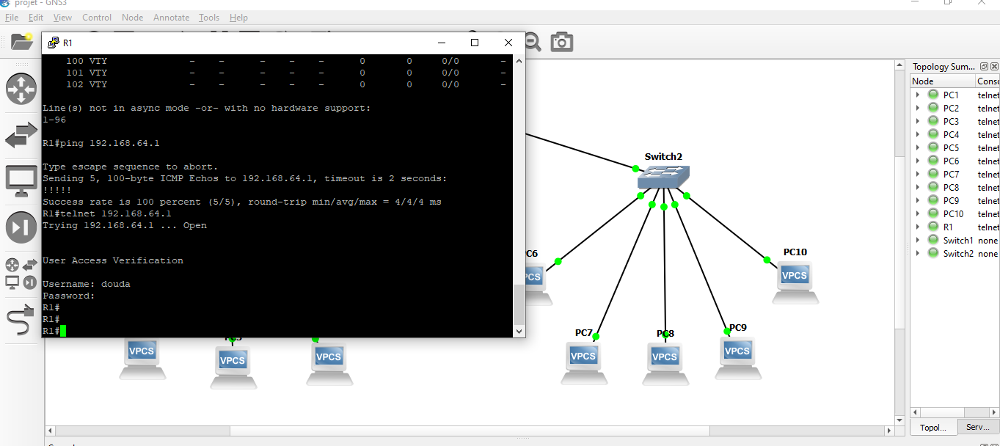 projet - GNS3
File Edit View Control Node Annotate Tools Help
R1
100 VTY - - - - - 0 0 0/0 -
101 VTY - - - - - 0 0 0/0 -
102 VTY - - - - - 0 0 0/0 -
Line(s) not in async mode -or- with no hardware support:
1-96
R1#ping 192.168.64.1
Type escape sequence to abort.
Sending 5, 100-byte ICMP Echos to 192.168.64.1, timeout is 2 seconds:
!!!!!
Success rate is 100 percent (5/5), round-trip min/avg/max = 4/4/4 ms
R1#telnet 192.168.64.1
Trying 192.168.64.1 ... Open
User Access Verification
Username: douda
Password:
R1#
R1#
R1#
Switch2
C6
PC10
PCS
VPCS
PC7
PC8
PC9
VPCS
VPCS
VPCS
VPCS
VPCS
VPCS
Topology Sum...
Node Conso
PC1 telnet
PC2 telnet
PC3 telnet
PC4 telnet
PC5 telnet
PC6 telnet
PC7 telnet
PC8 telnet
PC9 telnet
PC10 telnet
R1 telnet
Switch1 none
Switch2 none
Topol... Serv...